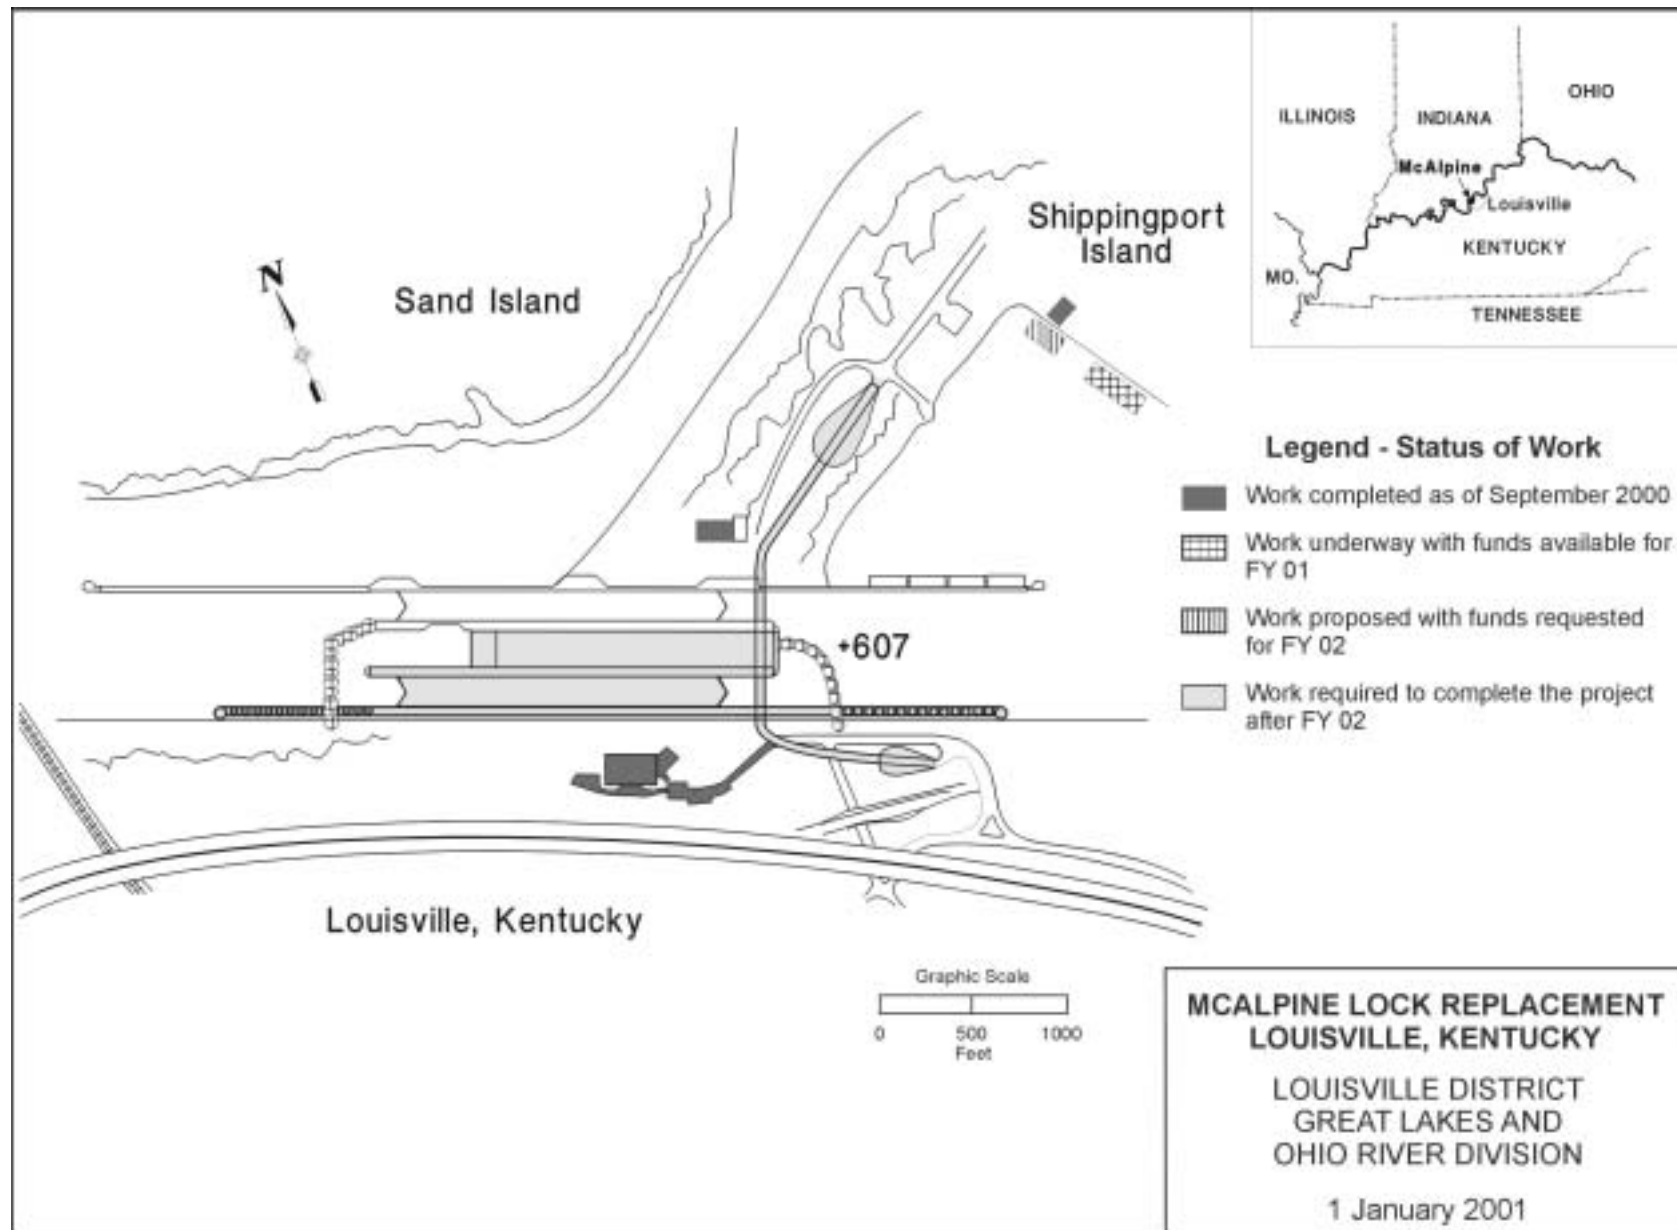 ILLINOIS
INDIANA
OHIO
McAlpine
Louisville
KENTUCKY
MO.
TENNESSEE
N
Sand Island
Shippingport
Island
Legend - Status of Work
Work completed as of September 2000
Work underway with funds available for
FY 01
Work proposed with funds requested
for FY 02
Work required to complete the project
after FY 02
+607
Louisville, Kentucky
Graphic Scale
0 500 1000
Feet
MCALPINE LOCK REPLACEMENT
LOUISVILLE, KENTUCKY
LOUISVILLE DISTRICT
GREAT LAKES AND
OHIO RIVER DIVISION
1 January 2001